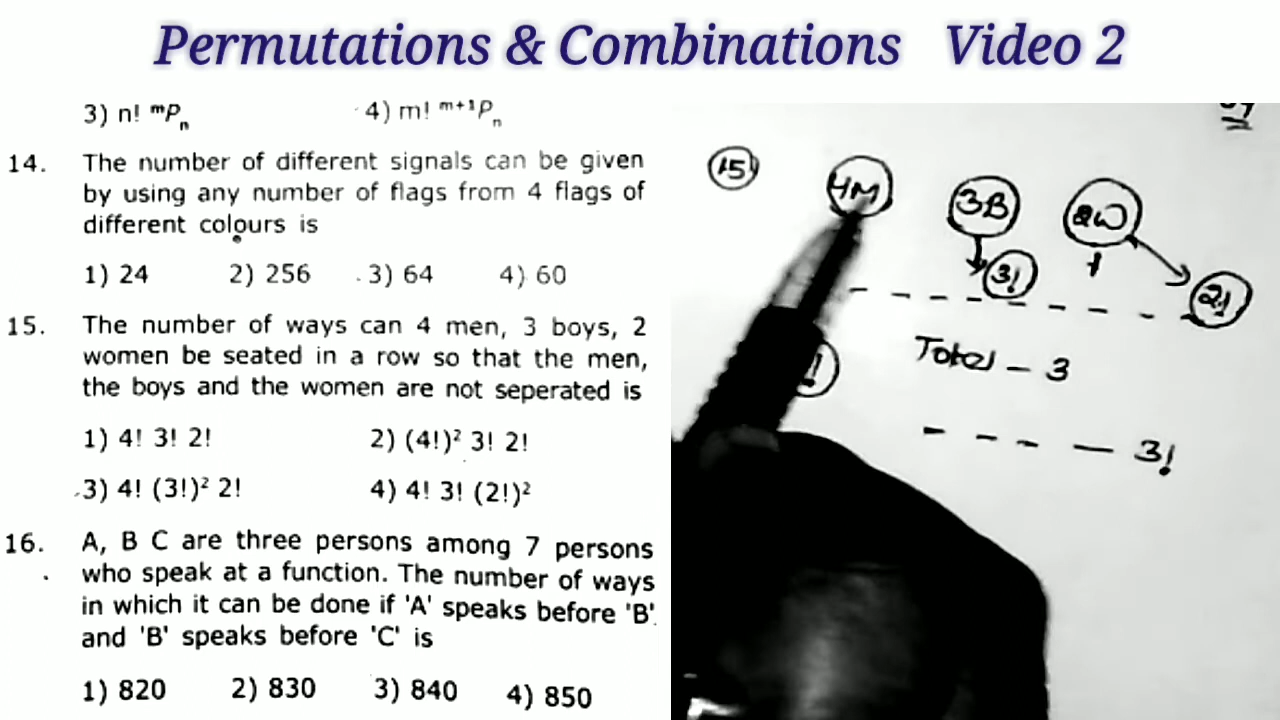 Permutations & Combinations Video 2
3) n! ᵐPₙ 4) m! ᵐ⁺¹Pₙ
14. The number of different signals can be given
by using any number of flags from 4 flags of
different colours is
1) 24 2) 256 3) 64 4) 60
15. The number of ways can 4 men, 3 boys, 2
women be seated in a row so that the men,
the boys and the women are not seperated is
1) 4! 3! 2! 2) (4!)² 3! 2!
3) 4! (3!)² 2! 4) 4! 3! (2!)²
16. A, B C are three persons among 7 persons
who speak at a function. The number of ways
in which it can be done if 'A' speaks before 'B'
and 'B' speaks before 'C' is
1) 820 2) 830 3) 840 4) 850
15 4M 3B 2W
3! 2!
Total - 3
- - - — 3!